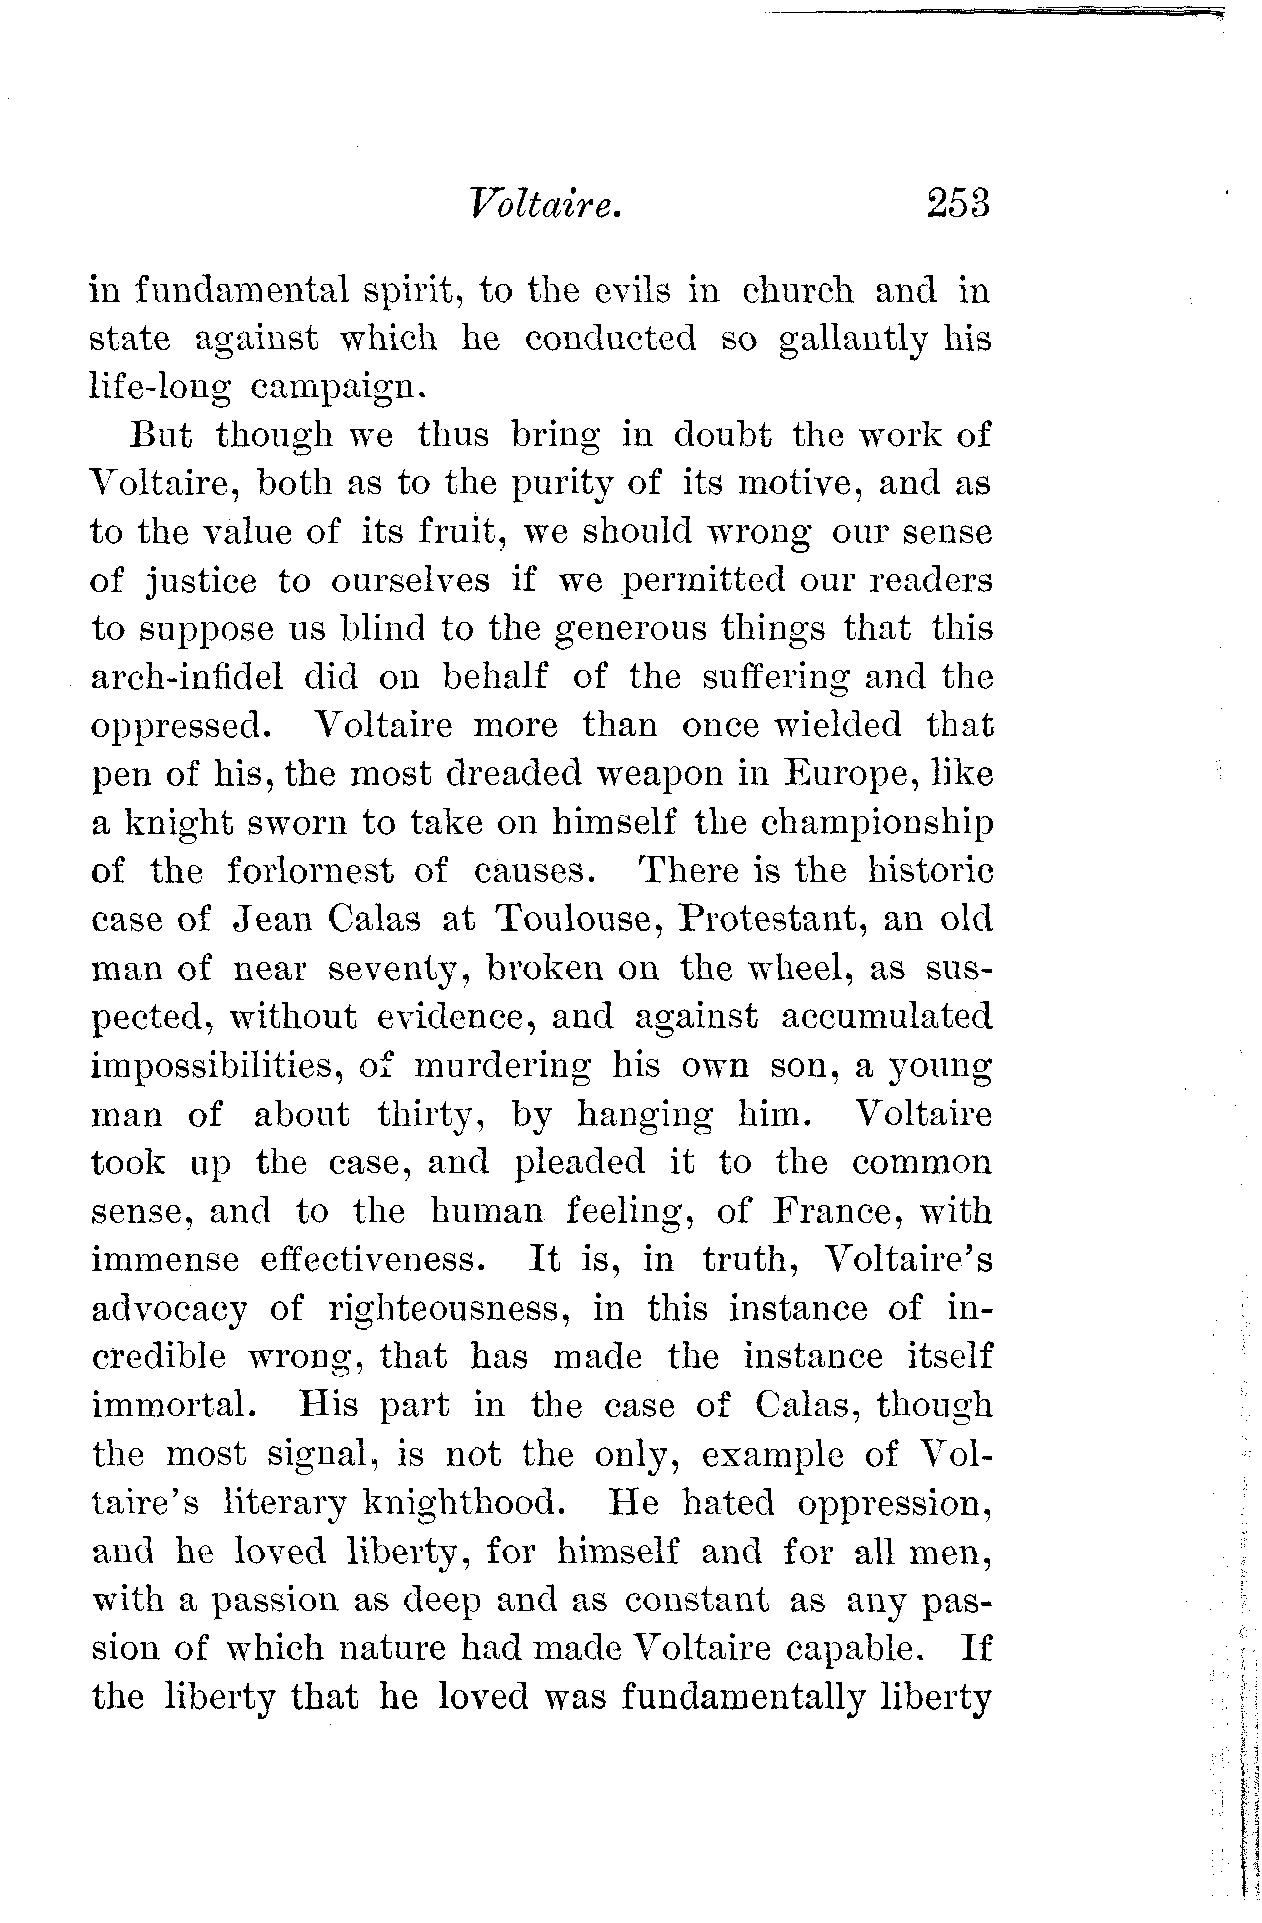 Voltaire. 253
in fundamental spirit, to the evils in church and in
state against which he conducted so gallantly his
life-long campaign.
But though we thus bring in doubt the work of
Voltaire, both as to the purity of its motive, and as
to the value of its fruit, we should wrong our sense
of justice to ourselves if we permitted our readers
to suppose us blind to the generous things that this
arch-infidel did on behalf of the suffering and the
oppressed. Voltaire more than once wielded that
pen of his, the most dreaded weapon in Europe, like
a knight sworn to take on himself the championship
of the forlornest of causes. There is the historic
case of Jean Calas at Toulouse, Protestant, an old
man of near seventy, broken on the wheel, as sus-
pected, without evidence, and against accumulated
impossibilities, of murdering his own son, a young
man of about thirty, by hanging him. Voltaire
took up the case, and pleaded it to the common
sense, and to the human feeling, of France, with
immense effectiveness. It is, in truth, Voltaire's
advocacy of righteousness, in this instance of in-
credible wrong, that has made the instance itself
immortal. His part in the case of Calas, though
the most signal, is not the only, example of Vol-
taire's literary knighthood. He hated oppression,
and he loved liberty, for himself and for all men,
with a passion as deep and as constant as any pas-
sion of which nature had made Voltaire capable. If
the liberty that he loved was fundamentally liberty